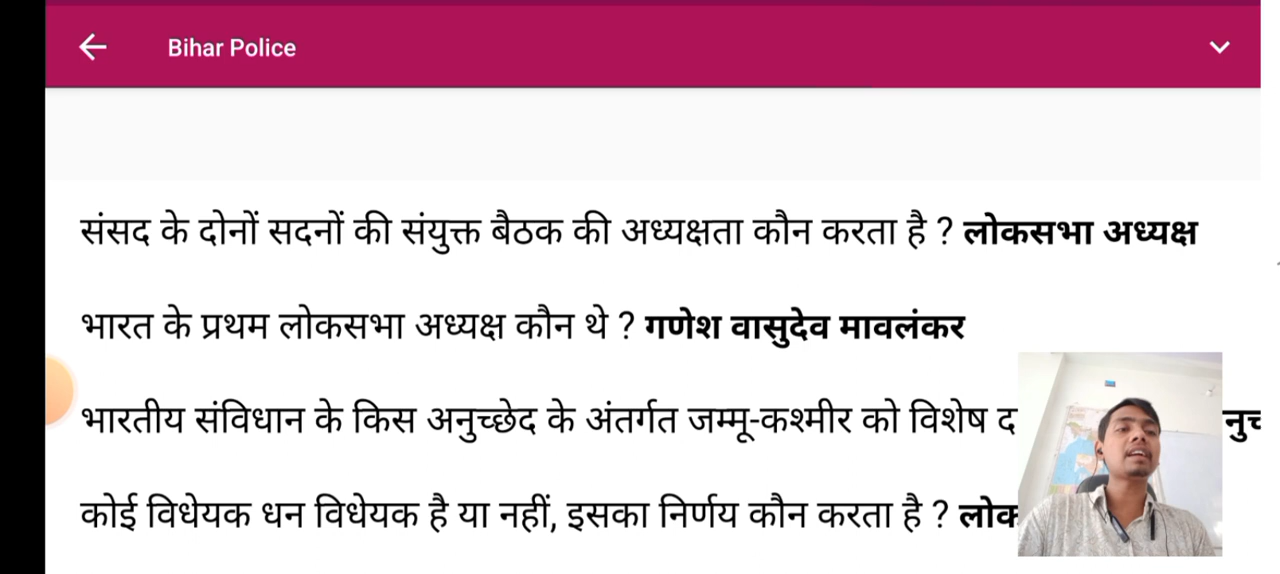 Bihar Police
संसद के दोनों सदनों की संयुक्त बैठक की अध्यक्षता कौन करता है ? लोकसभा अध्यक्ष
भारत के प्रथम लोकसभा अध्यक्ष कौन थे ? गणेश वासुदेव मावलंकर
भारतीय संविधान के किस अनुच्छेद के अंतर्गत जम्मू-कश्मीर को विशेष
कोई विधेयक धन विधेयक है या नहीं, इसका निर्णय कौन करता है ?